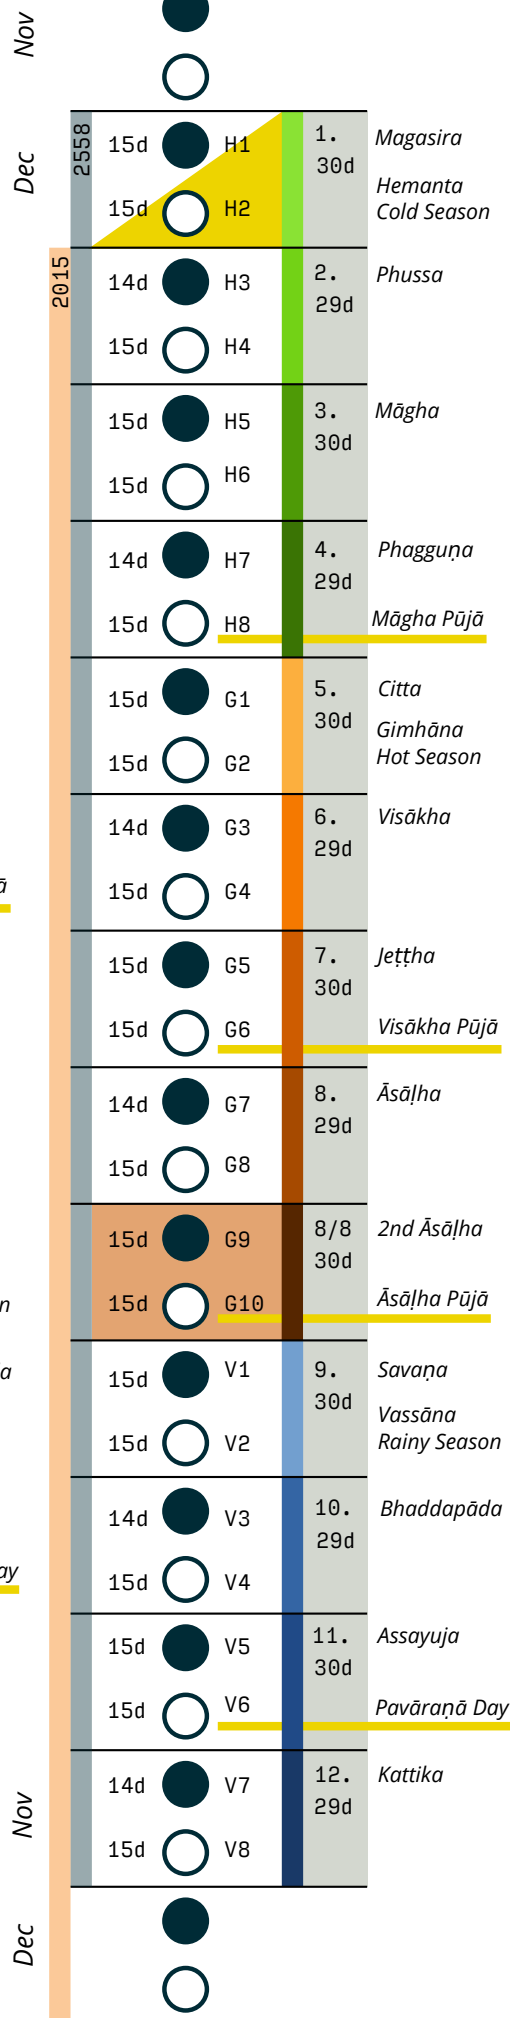 Nov
Dec
2558
15d H1 1. Magasira
30d
15d H2 Hemanta
Cold Season
2015
14d H3 2. Phussa
29d
15d H4
15d H5 3. Māgha
30d
15d H6
14d H7 4. Phagguṇa
29d
15d H8 Māgha Pūjā
15d G1 5. Citta
30d
15d G2 Gimhāna
Hot Season
14d G3 6. Visākha
29d
15d G4
ā
15d G5 7. Jeṭṭha
30d
15d G6 Visākha Pūjā
14d G7 8. Āsāḷha
29d
15d G8
15d G9 8/8 2nd Āsāḷha
30d
15d G10 Āsāḷha Pūjā
n
15d V1 9. Savaṇa
a
30d
15d V2 Vassāna
Rainy Season
14d V3 10. Bhaddapāda
29d
15d V4
ay
15d V5 11. Assayuja
30d
15d V6 Pavāraṇā Day
14d V7 12. Kattika
29d
15d V8
Nov
Dec